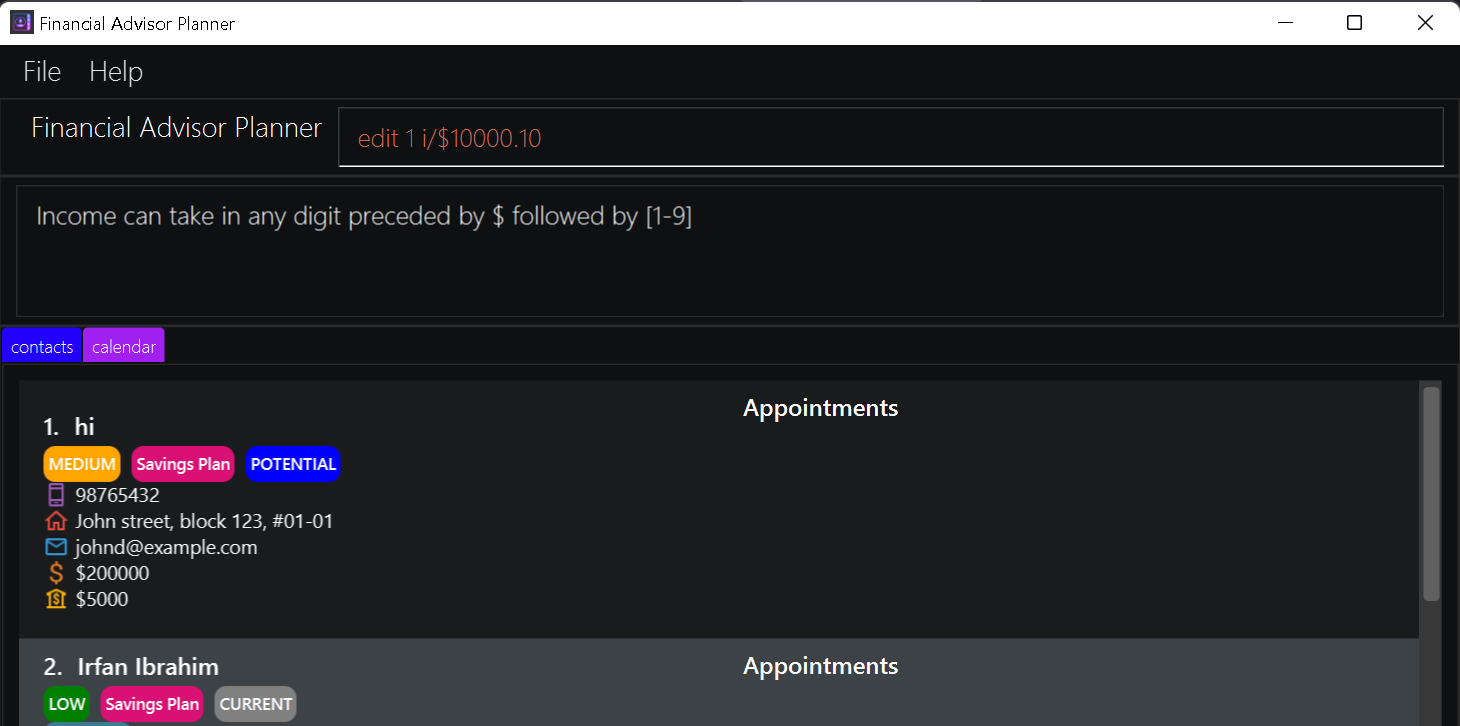 Financial Advisor Planner
File Help
Financial Advisor Planner
edit 1 i/$10000.10
Income can take in any digit preceded by $ followed by [1-9]
contacts calendar
1. hi
Appointments
MEDIUM Savings Plan POTENTIAL
98765432
John street, block 123, #01-01
johnd@example.com
$200000
$5000
2. Irfan Ibrahim
Appointments
LOW Savings Plan CURRENT